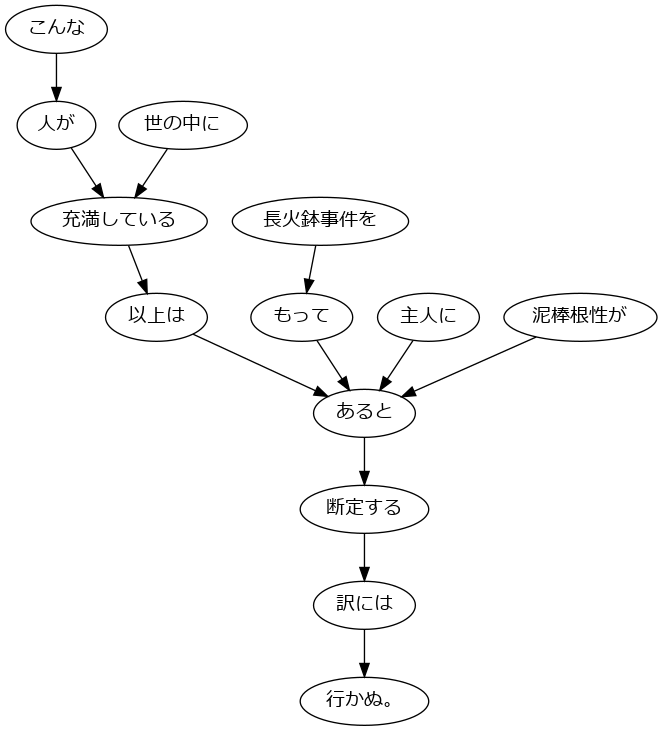 こんな
人が
世の中に
充満している
長火鉢事件を
以上は
もって
主人に
泥棒根性が
あると
断定する
訳には
行かぬ。